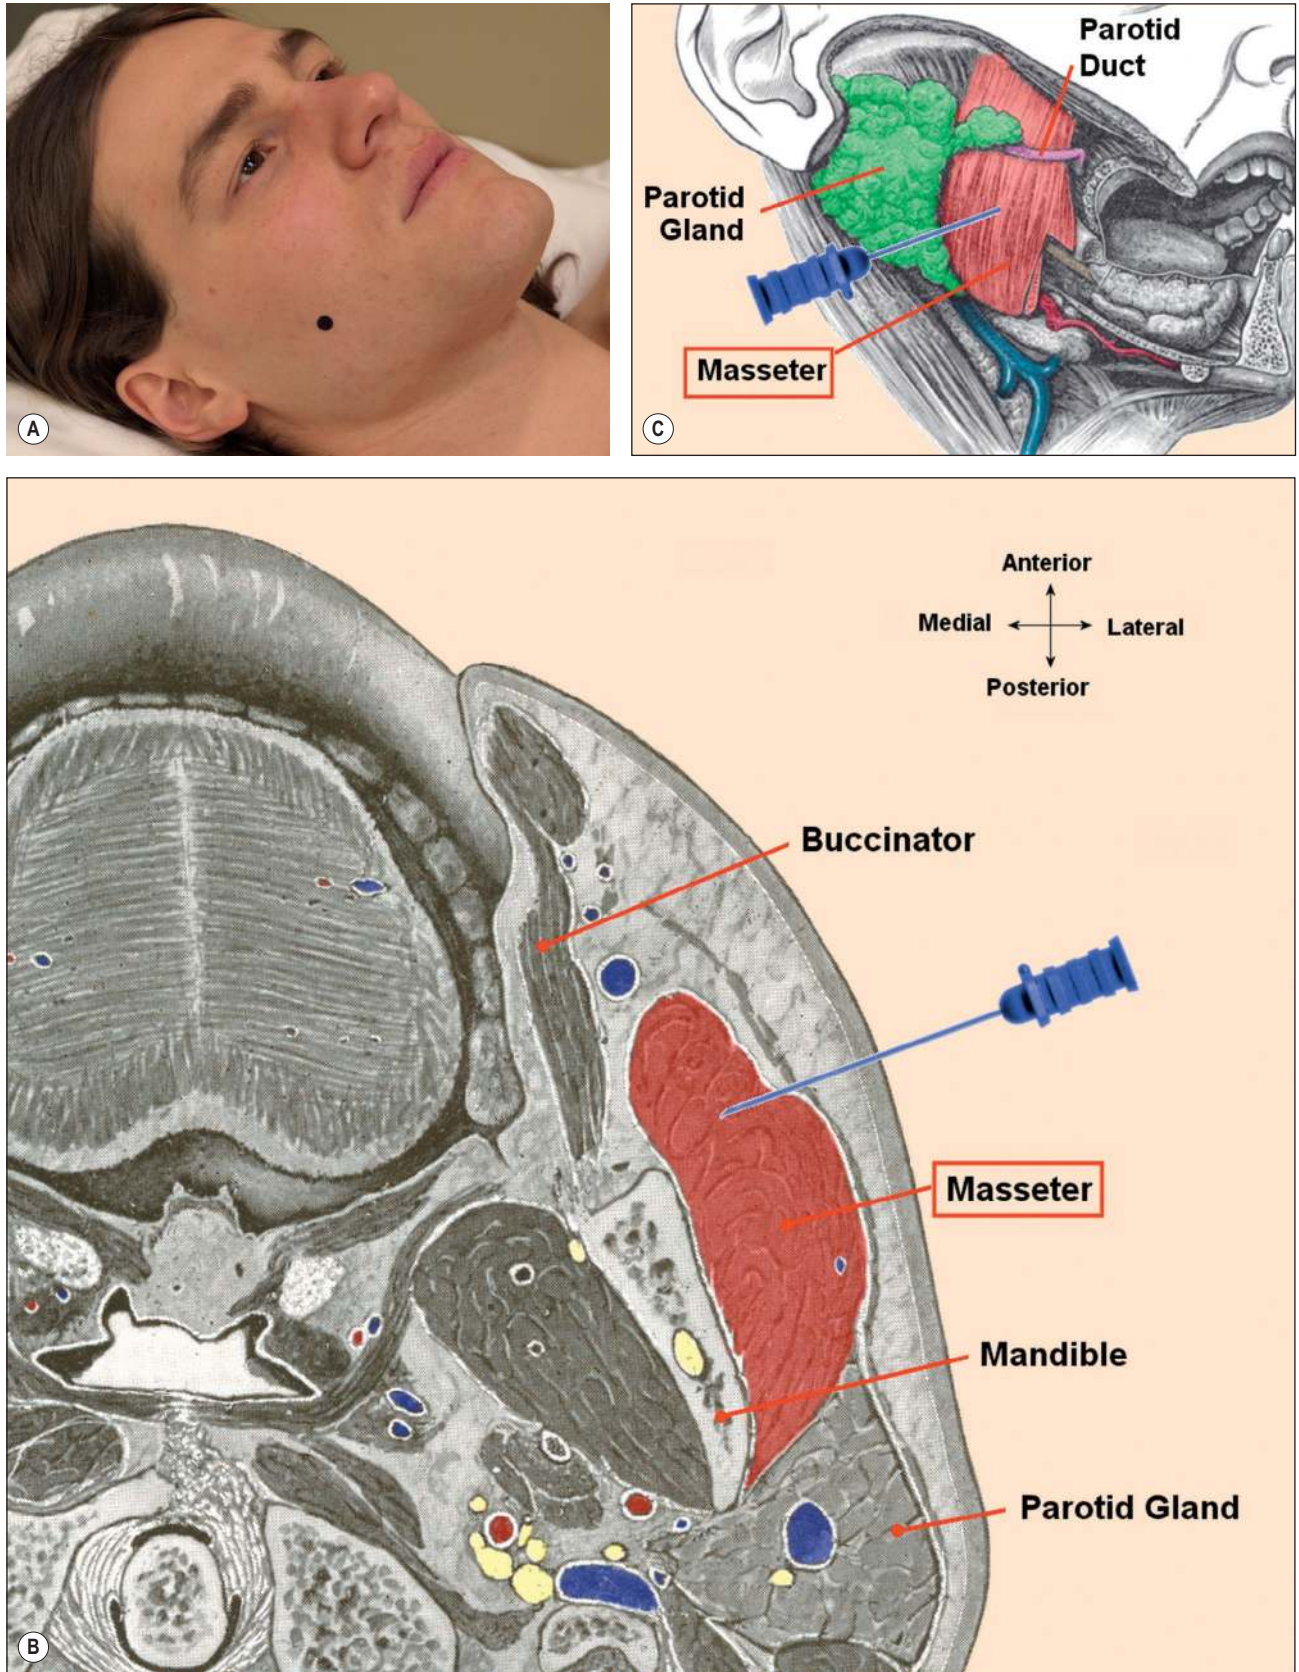 A
Parotid
Duct
Parotid
Gland
Masseter
C
Anterior
Medial
Lateral
Posterior
Buccinator
Masseter
Mandible
Parotid Gland
B